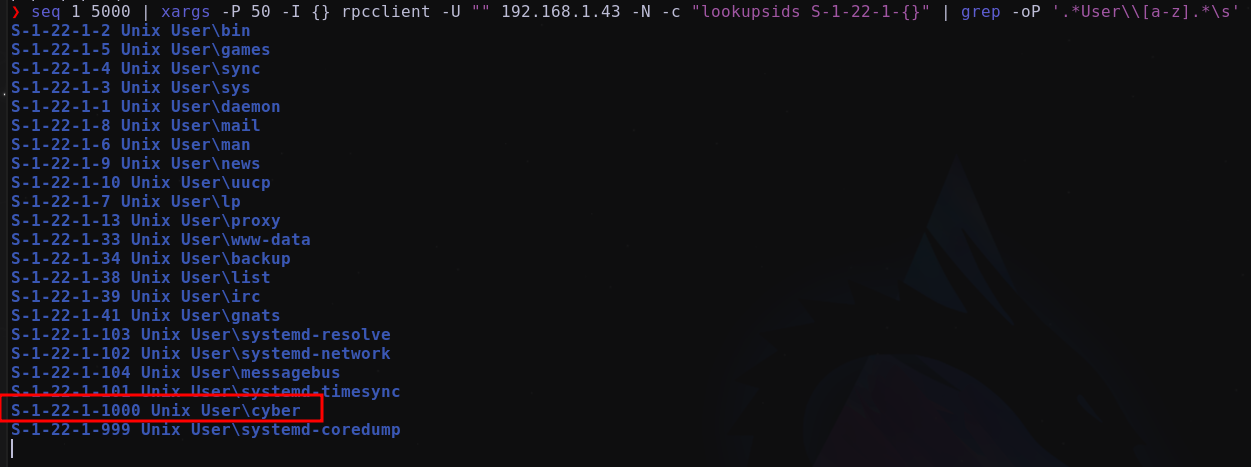 ❯ seq 1 5000 | xargs -P 50 -I {} rpcclient -U "" 192.168.1.43 -N -c "lookupsids S-1-22-1-{}" | grep -oP '.*User\\[a-z].*\s'
S-1-22-1-2 Unix User\bin
S-1-22-1-5 Unix User\games
S-1-22-1-4 Unix User\sync
S-1-22-1-3 Unix User\sys
S-1-22-1-1 Unix User\daemon
S-1-22-1-8 Unix User\mail
S-1-22-1-6 Unix User\man
S-1-22-1-9 Unix User\news
S-1-22-1-10 Unix User\uucp
S-1-22-1-7 Unix User\lp
S-1-22-1-13 Unix User\proxy
S-1-22-1-33 Unix User\www-data
S-1-22-1-34 Unix User\backup
S-1-22-1-38 Unix User\list
S-1-22-1-39 Unix User\irc
S-1-22-1-41 Unix User\gnats
S-1-22-1-103 Unix User\systemd-resolve
S-1-22-1-102 Unix User\systemd-network
S-1-22-1-104 Unix User\messagebus
S-1-22-1-101 Unix User\systemd-timesync
S-1-22-1-1000 Unix User\cyber
S-1-22-1-999 Unix User\systemd-coredump